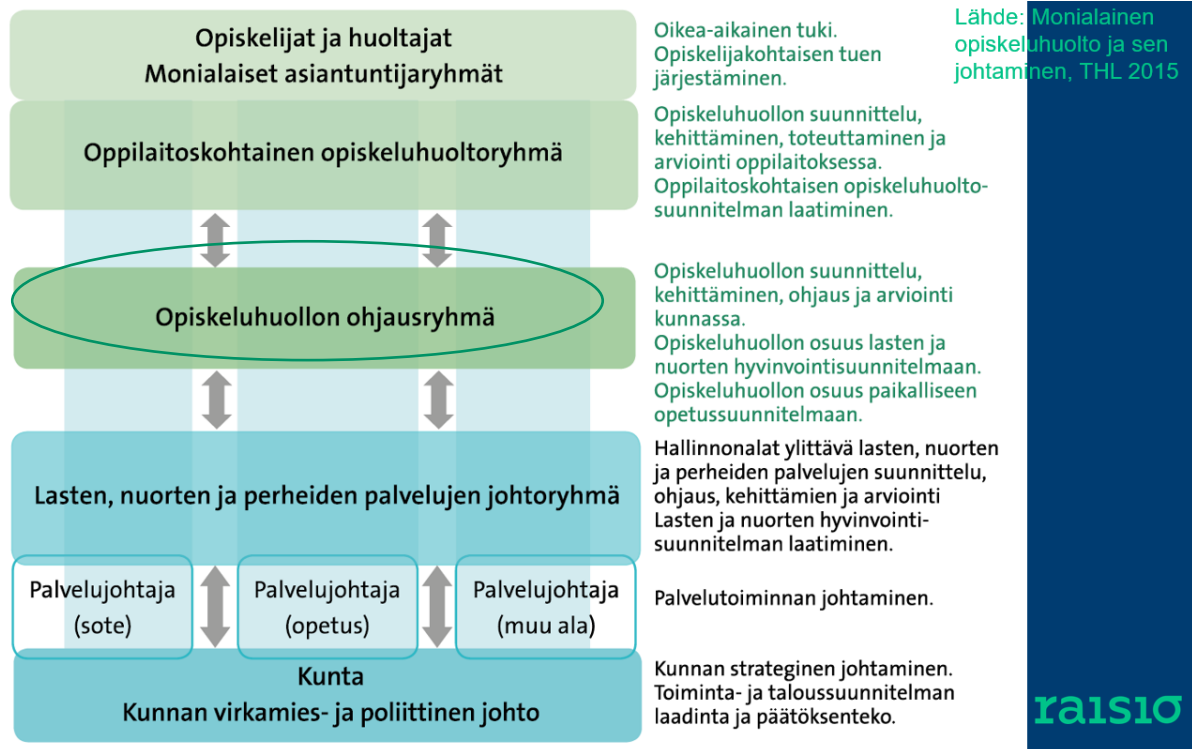 Opiskelijat ja huoltajat
Monialaiset asiantuntijaryhmät
Oikea-aikainen tuki.
Opiskelijakohtaisen tuen
järjestäminen.
Lähde: Monialainen
opiskeluhuolto ja sen
johtaminen, THL 2015
Oppilaitoskohtainen opiskeluhuoltoryhmä
Opiskeluhuollon suunnittelu,
kehittäminen, toteuttaminen ja
arviointi oppilaitoksessa.
Oppilaitoskohtaisen opiskeluhuolto-
suunnitelman laatiminen.
Opiskeluhuollon ohjausryhmä
Opiskeluhuollon suunnittelu,
kehittäminen, ohjaus ja arviointi
kunnassa.
Opiskeluhuollon osuus lasten ja
nuorten hyvinvointisuunnitelmaan.
Opiskeluhuollon osuus paikalliseen
opetussuunnitelmaan.
Lasten, nuorten ja perheiden palvelujen johtoryhmä
Hallinnonalat ylittävä lasten, nuorten
ja perheiden palvelujen suunnittelu,
ohjaus, kehittämien ja arviointi
Lasten ja nuorten hyvinvointi-
suunnitelman laatiminen.
Palvelujohtaja
(sote)
Palvelujohtaja
(opetus)
Palvelujohtaja
(muu ala)
Palvelutoiminnan johtaminen.
Kunta
Kunnan virkamies- ja poliittinen johto
Kunnan strateginen johtaminen.
Toiminta- ja taloussuunnitelman
laadinta ja päätöksenteko.
raisio